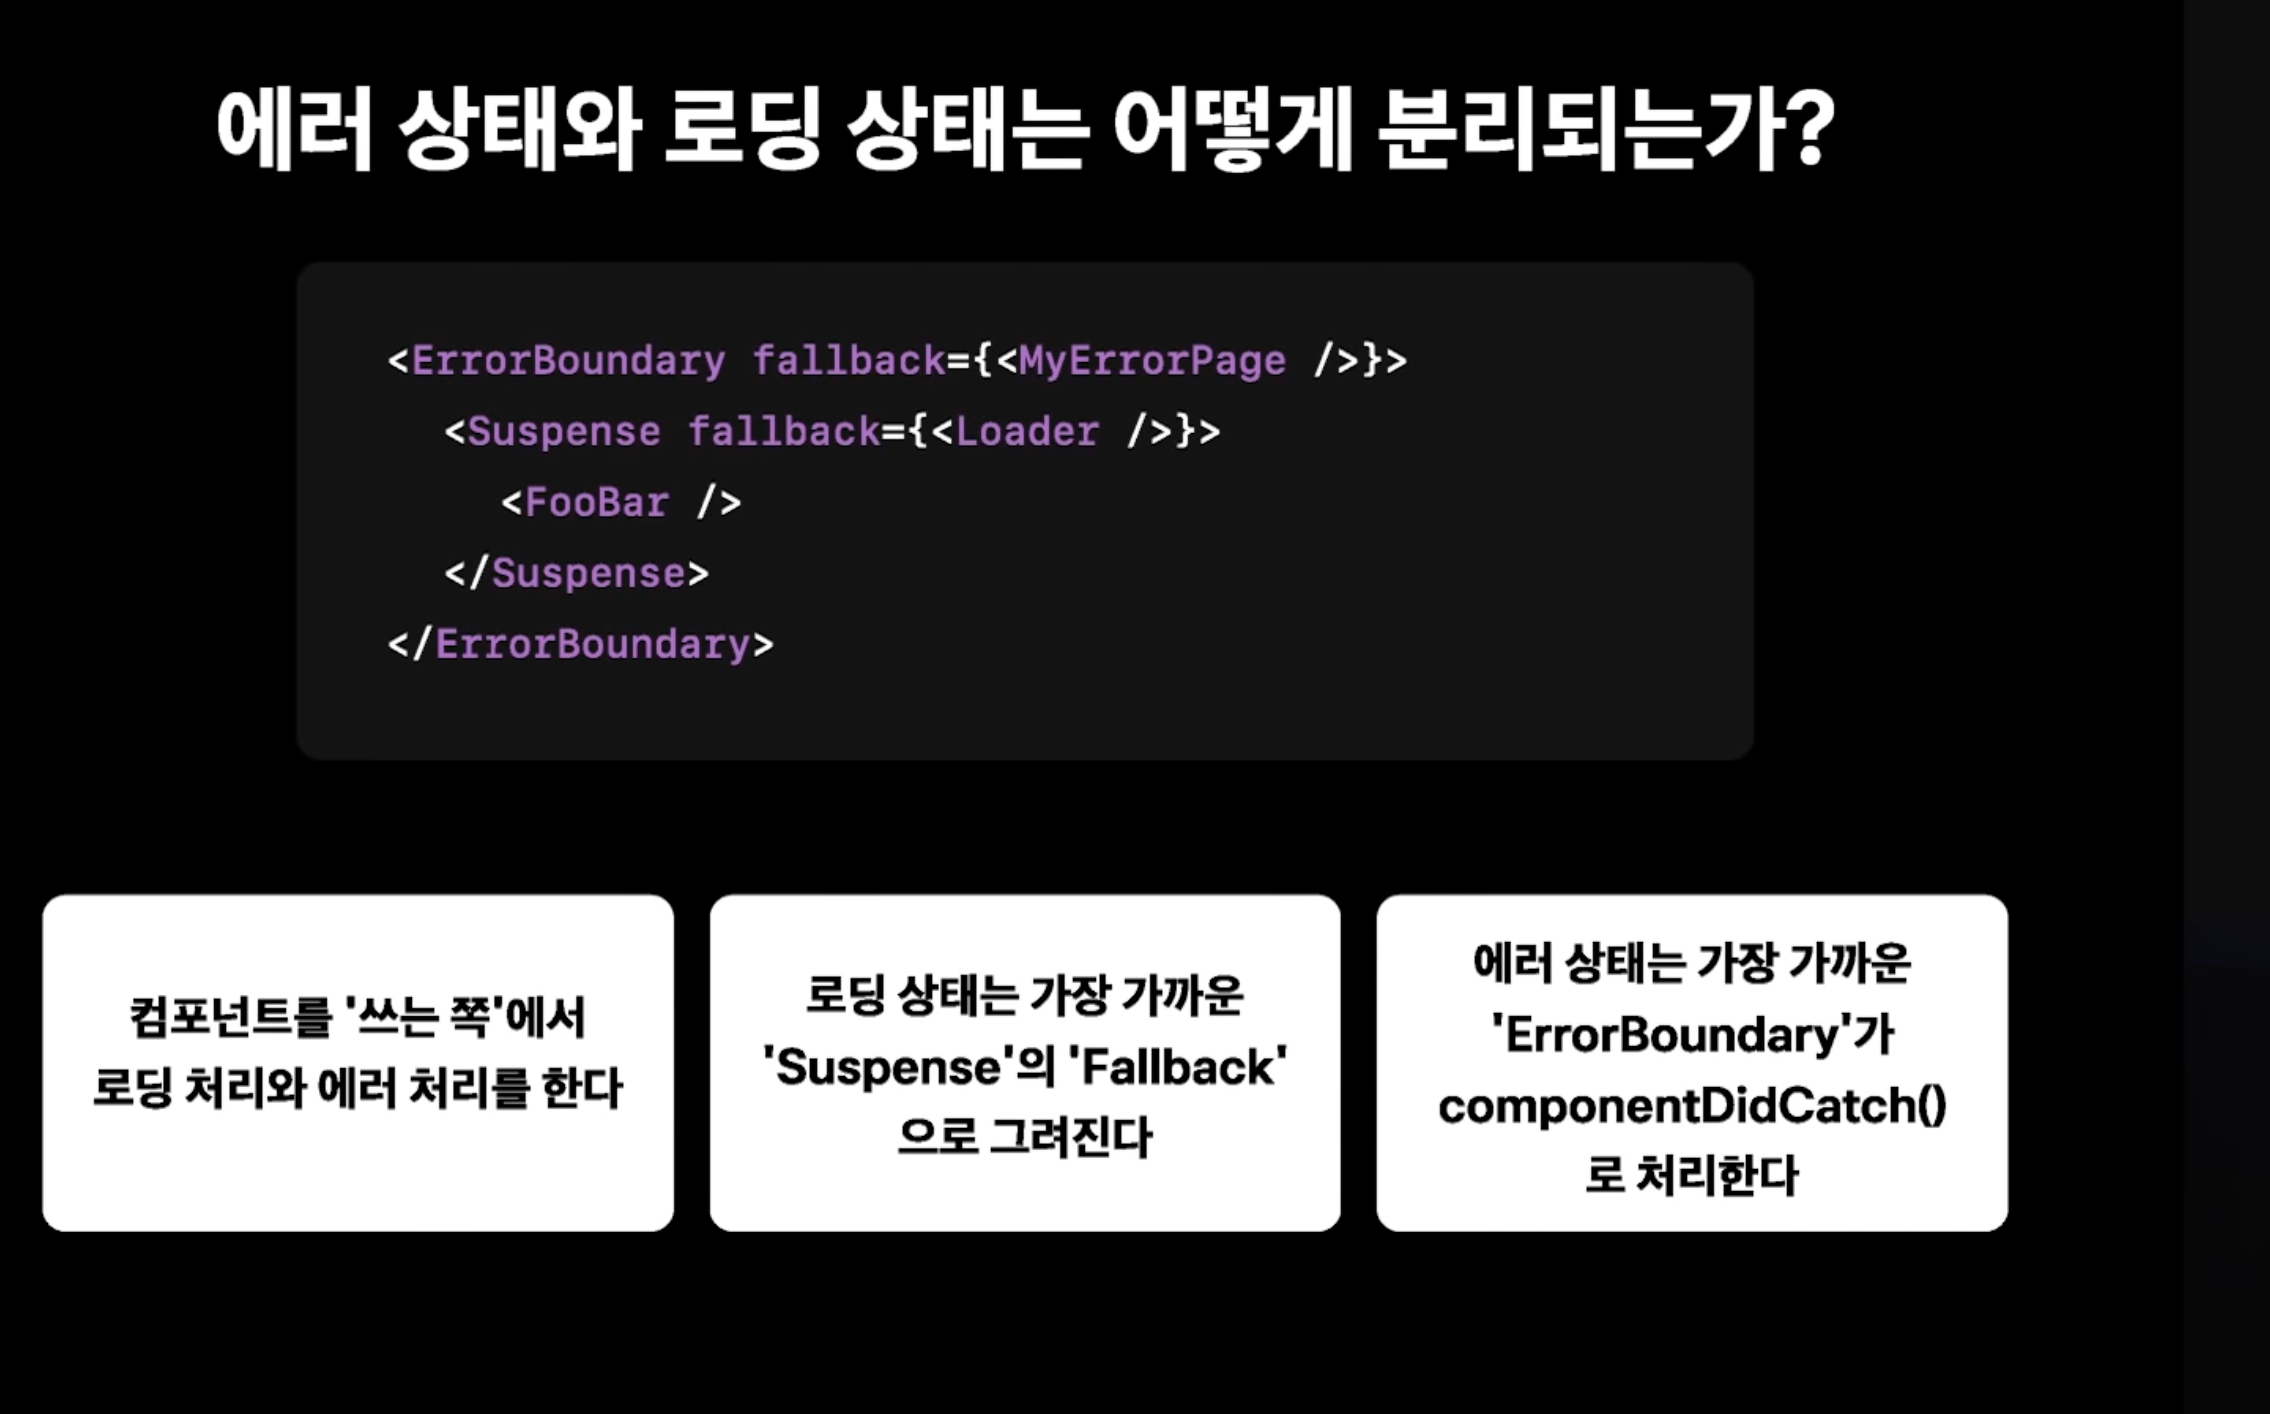 에러 상태와 로딩 상태는 어떻게 분리되는가?
<ErrorBoundary fallback={<MyErrorPage />}>
<Suspense fallback={<Loader />}>
<FooBar />
</Suspense>
</ErrorBoundary>
컴포넌트를 '쓰는 쪽'에서
로딩 처리와 에러 처리를 한다
로딩 상태는 가장 가까운
'Suspense'의 'Fallback'
으로 그려진다
에러 상태는 가장 가까운
'ErrorBoundary'가
componentDidCatch()
로 처리한다